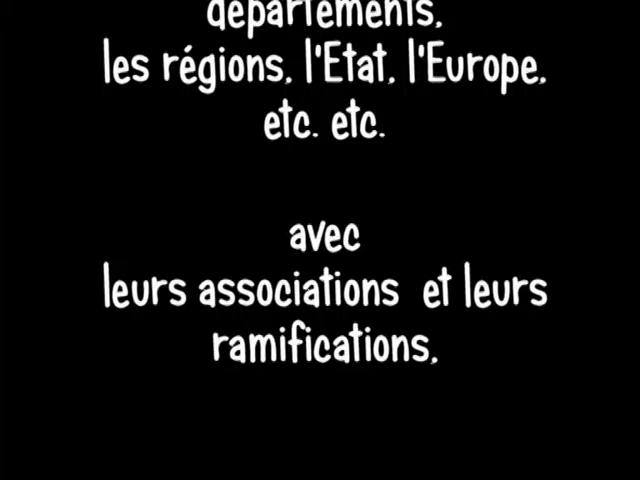 départements,
les régions, l'Etat, l'Europe,
etc. etc.
avec
leurs associations et leurs
ramifications,